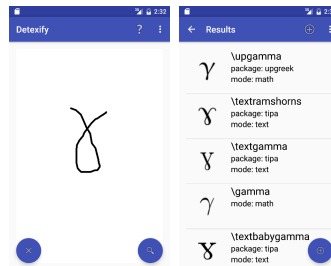 2:32
Detexify ?
γ
2:3
Results
γ \upgamma
package: upgreek
mode: math
ɤ \textramshorns
package: tipa
mode: text
ɣ \textgamma
package: tipa
mode: text
γ \gamma
mode: math
ɤ \textbabygamma
package: tipa
mode: text